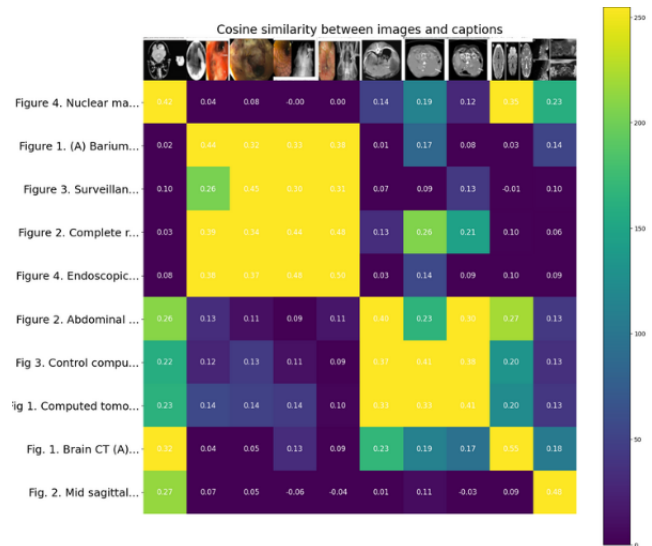 Cosine similarity between images and captions
Figure 4. Nuclear ma... 0.42 0.04 0.08 -0.00 0.00 0.14 0.19 0.12 0.35 0.23
Figure 1. (A) Barium... 0.02 0.44 0.32 0.33 0.38 0.01 0.17 0.08 0.03 0.14
Figure 3. Surveillan... 0.10 0.26 0.45 0.30 0.31 0.07 0.09 0.13 -0.01 0.10
Figure 2. Complete r... 0.03 0.39 0.34 0.44 0.48 0.13 0.26 0.21 0.10 0.06
Figure 4. Endoscopic... 0.08 0.38 0.37 0.48 0.50 0.03 0.14 0.09 0.10 0.09
Figure 2. Abdominal ... 0.26 0.13 0.11 0.09 0.11 0.40 0.23 0.30 0.27 0.13
Fig 3. Control compu... 0.22 0.12 0.13 0.11 0.09 0.37 0.41 0.38 0.20 0.13
ig 1. Computed tomo... 0.23 0.14 0.14 0.14 0.10 0.33 0.33 0.41 0.20 0.13
Fig. 1. Brain CT (A)... 0.32 0.04 0.05 0.13 0.09 0.23 0.19 0.17 0.55 0.18
Fig. 2. Mid sagittal... 0.27 0.07 0.05 -0.06 -0.04 0.01 0.11 -0.03 0.09 0.40
250
200
150
100
50
0